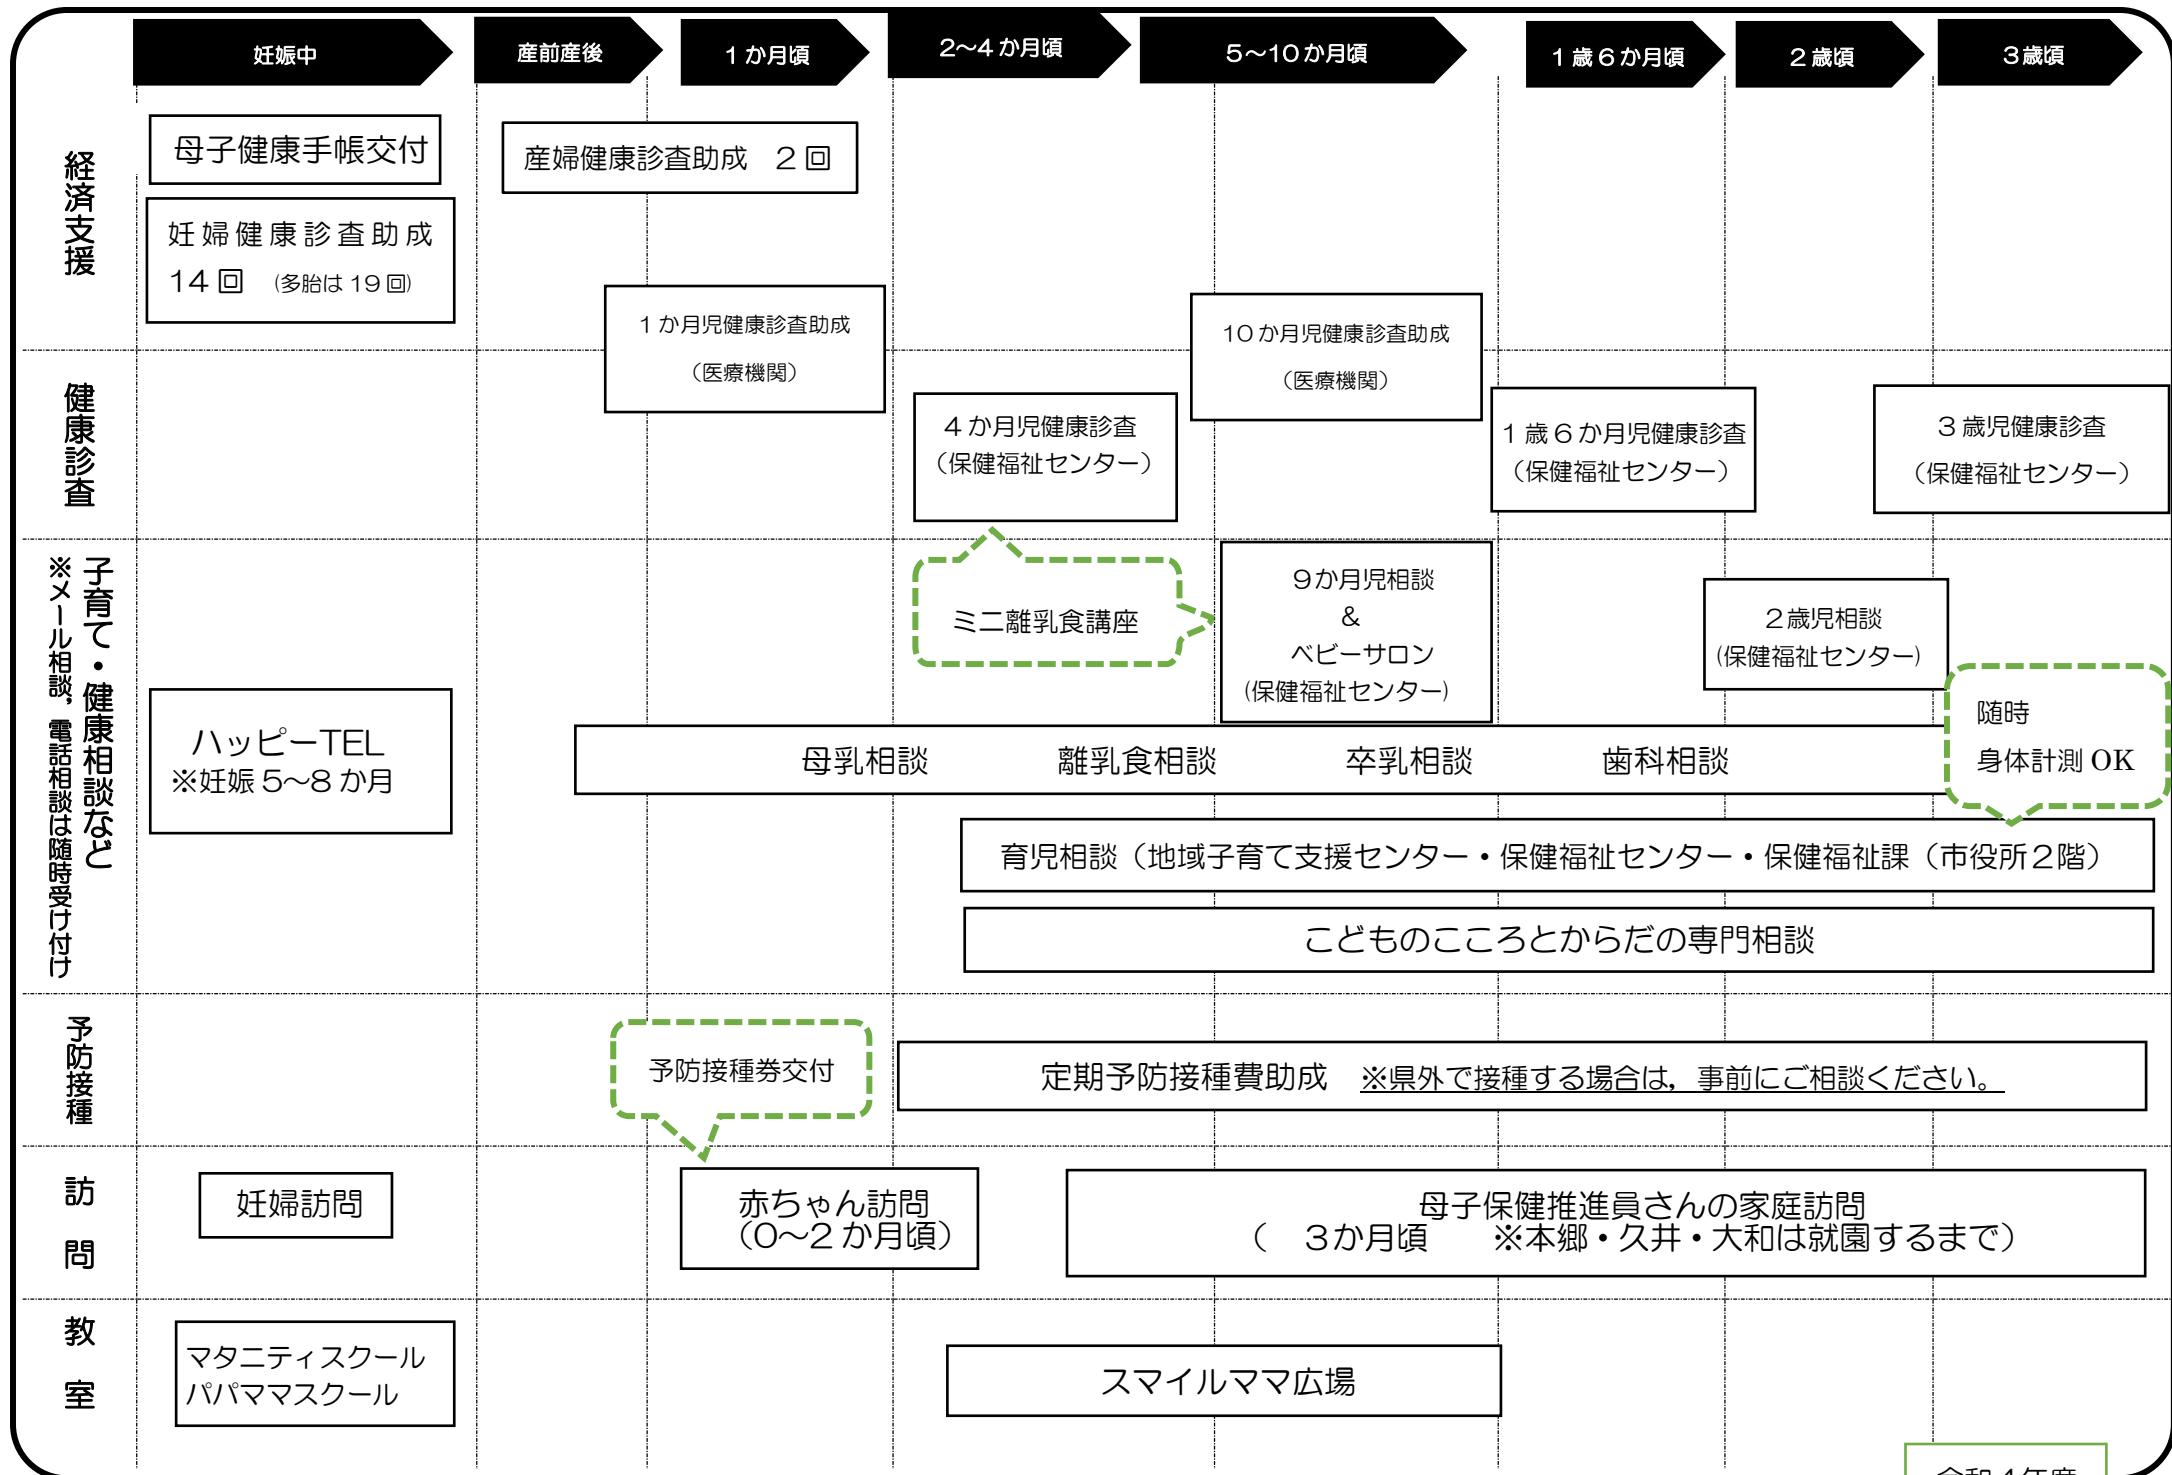 妊娠中
産前産後
1か月頃
2～4か月頃
5～10か月頃
1歳6か月頃
2歳頃
3歳頃
経済支援
母子健康手帳交付
産婦健康診査助成　2回
妊婦健康診査助成
14回　(多胎は19回)
1か月児健康診査助成
（医療機関）
10か月児健康診査助成
（医療機関）
健康診査
4か月児健康診査
（保健福祉センター）
1歳6か月児健康診査
（保健福祉センター）
3歳児健康診査
（保健福祉センター）
子育て・健康相談など
※メール相談，電話相談は随時受け付け
ミニ離乳食講座
9か月児相談
&
ベビーサロン
(保健福祉センター)
2歳児相談
(保健福祉センター)
随時
身体計測OK
ハッピーTEL
※妊娠5～8か月
母乳相談　離乳食相談　卒乳相談　歯科相談
育児相談（地域子育て支援センター・保健福祉センター・保健福祉課（市役所2階）
こどものこころとからだの専門相談
予防接種
予防接種券交付
定期予防接種費助成　※県外で接種する場合は，事前にご相談ください。
訪問
妊婦訪問
赤ちゃん訪問
（0～2か月頃）
母子保健推進員さんの家庭訪問
（　3か月頃　※本郷・久井・大和は就園するまで）
教室
マタニティスクール
パパママスクール
スマイルママ広場
令和4年度